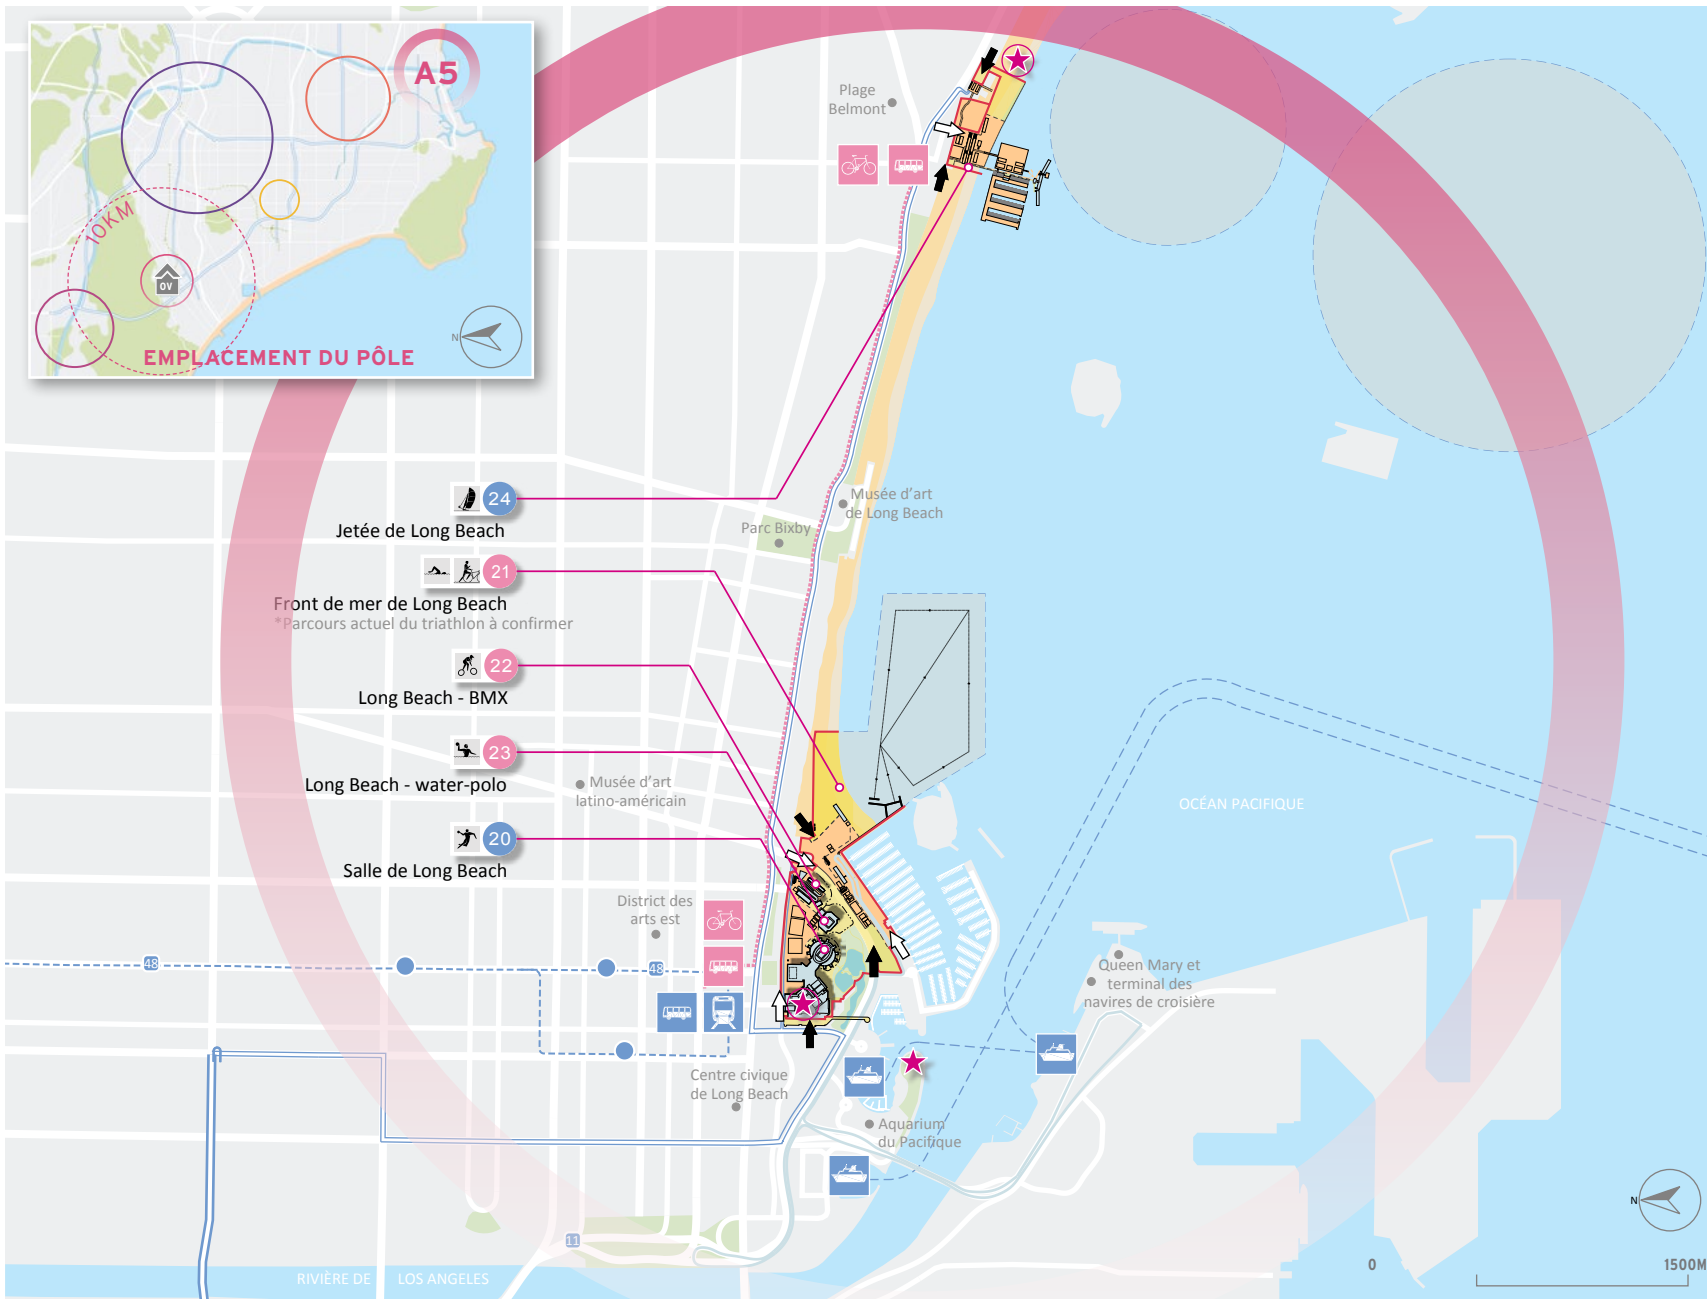 A5
10KM
OV
N
EMPLACEMENT DU PÔLE
Plage
Belmont
24
Jetée de Long Beach
Musée d'art
de Long Beach
Parc Bixby
21
Front de mer de Long Beach
*Parcours actuel du triathlon à confirmer
22
Long Beach - BMX
23
Long Beach - water-polo
Musée d'art
latino-américain
20
Salle de Long Beach
OCÉAN PACIFIQUE
District des
arts est
48
48
Queen Mary et
terminal des
navires de croisière
Centre civique
de Long Beach
Aquarium
du Pacifique
11
RIVIÈRE DE LOS ANGELES
N
0 1500M